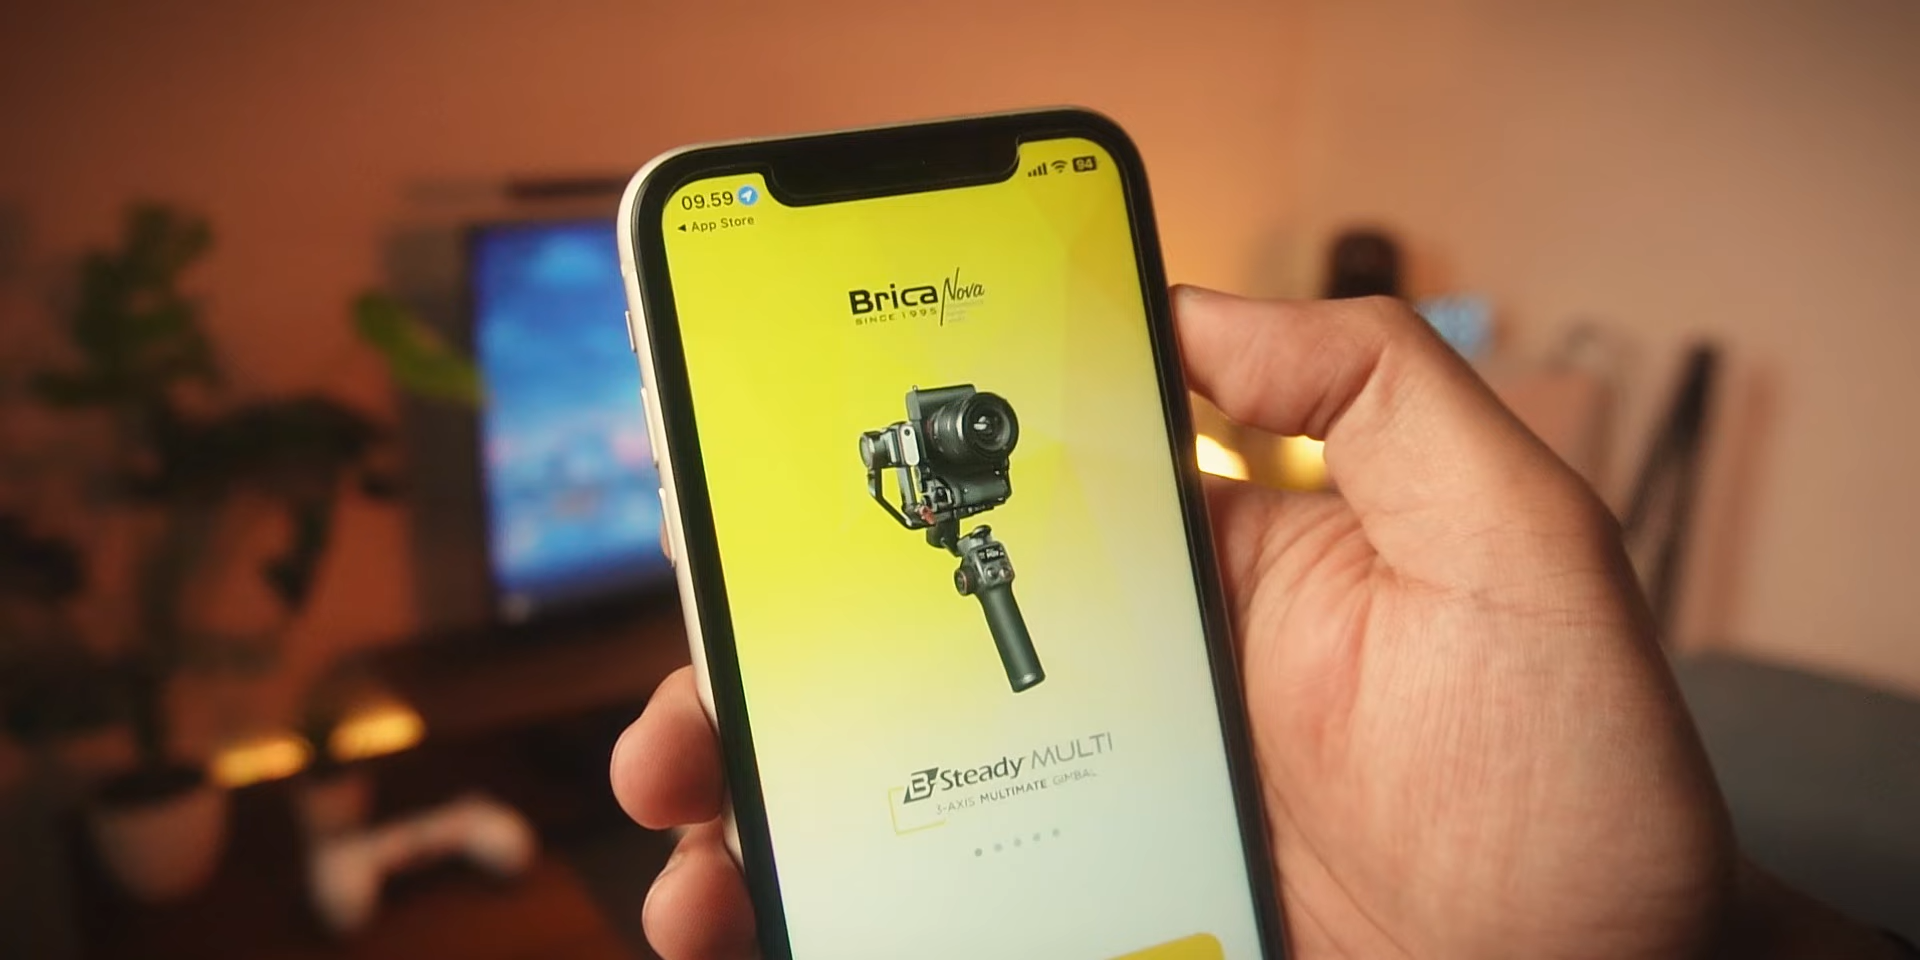 09.59
94
◀ App Store
Brica Nova
SINCE 1995
B-Steady MULTI
3-AXIS MULTIMATE GIMBAL